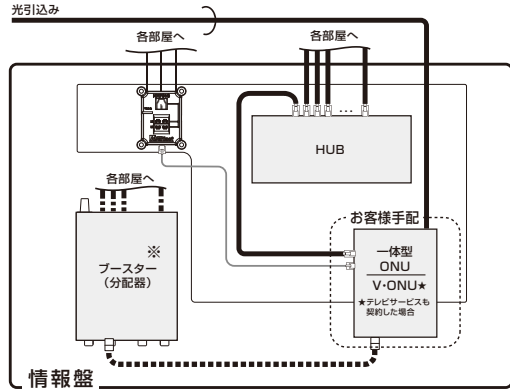 光引込み
各部屋へ
各部屋へ
HUB
各部屋へ
お客様手配
※
ブースター
(分配器)
一体型
ONU
V・ONU★
★テレビサービスも
契約した場合
情報盤